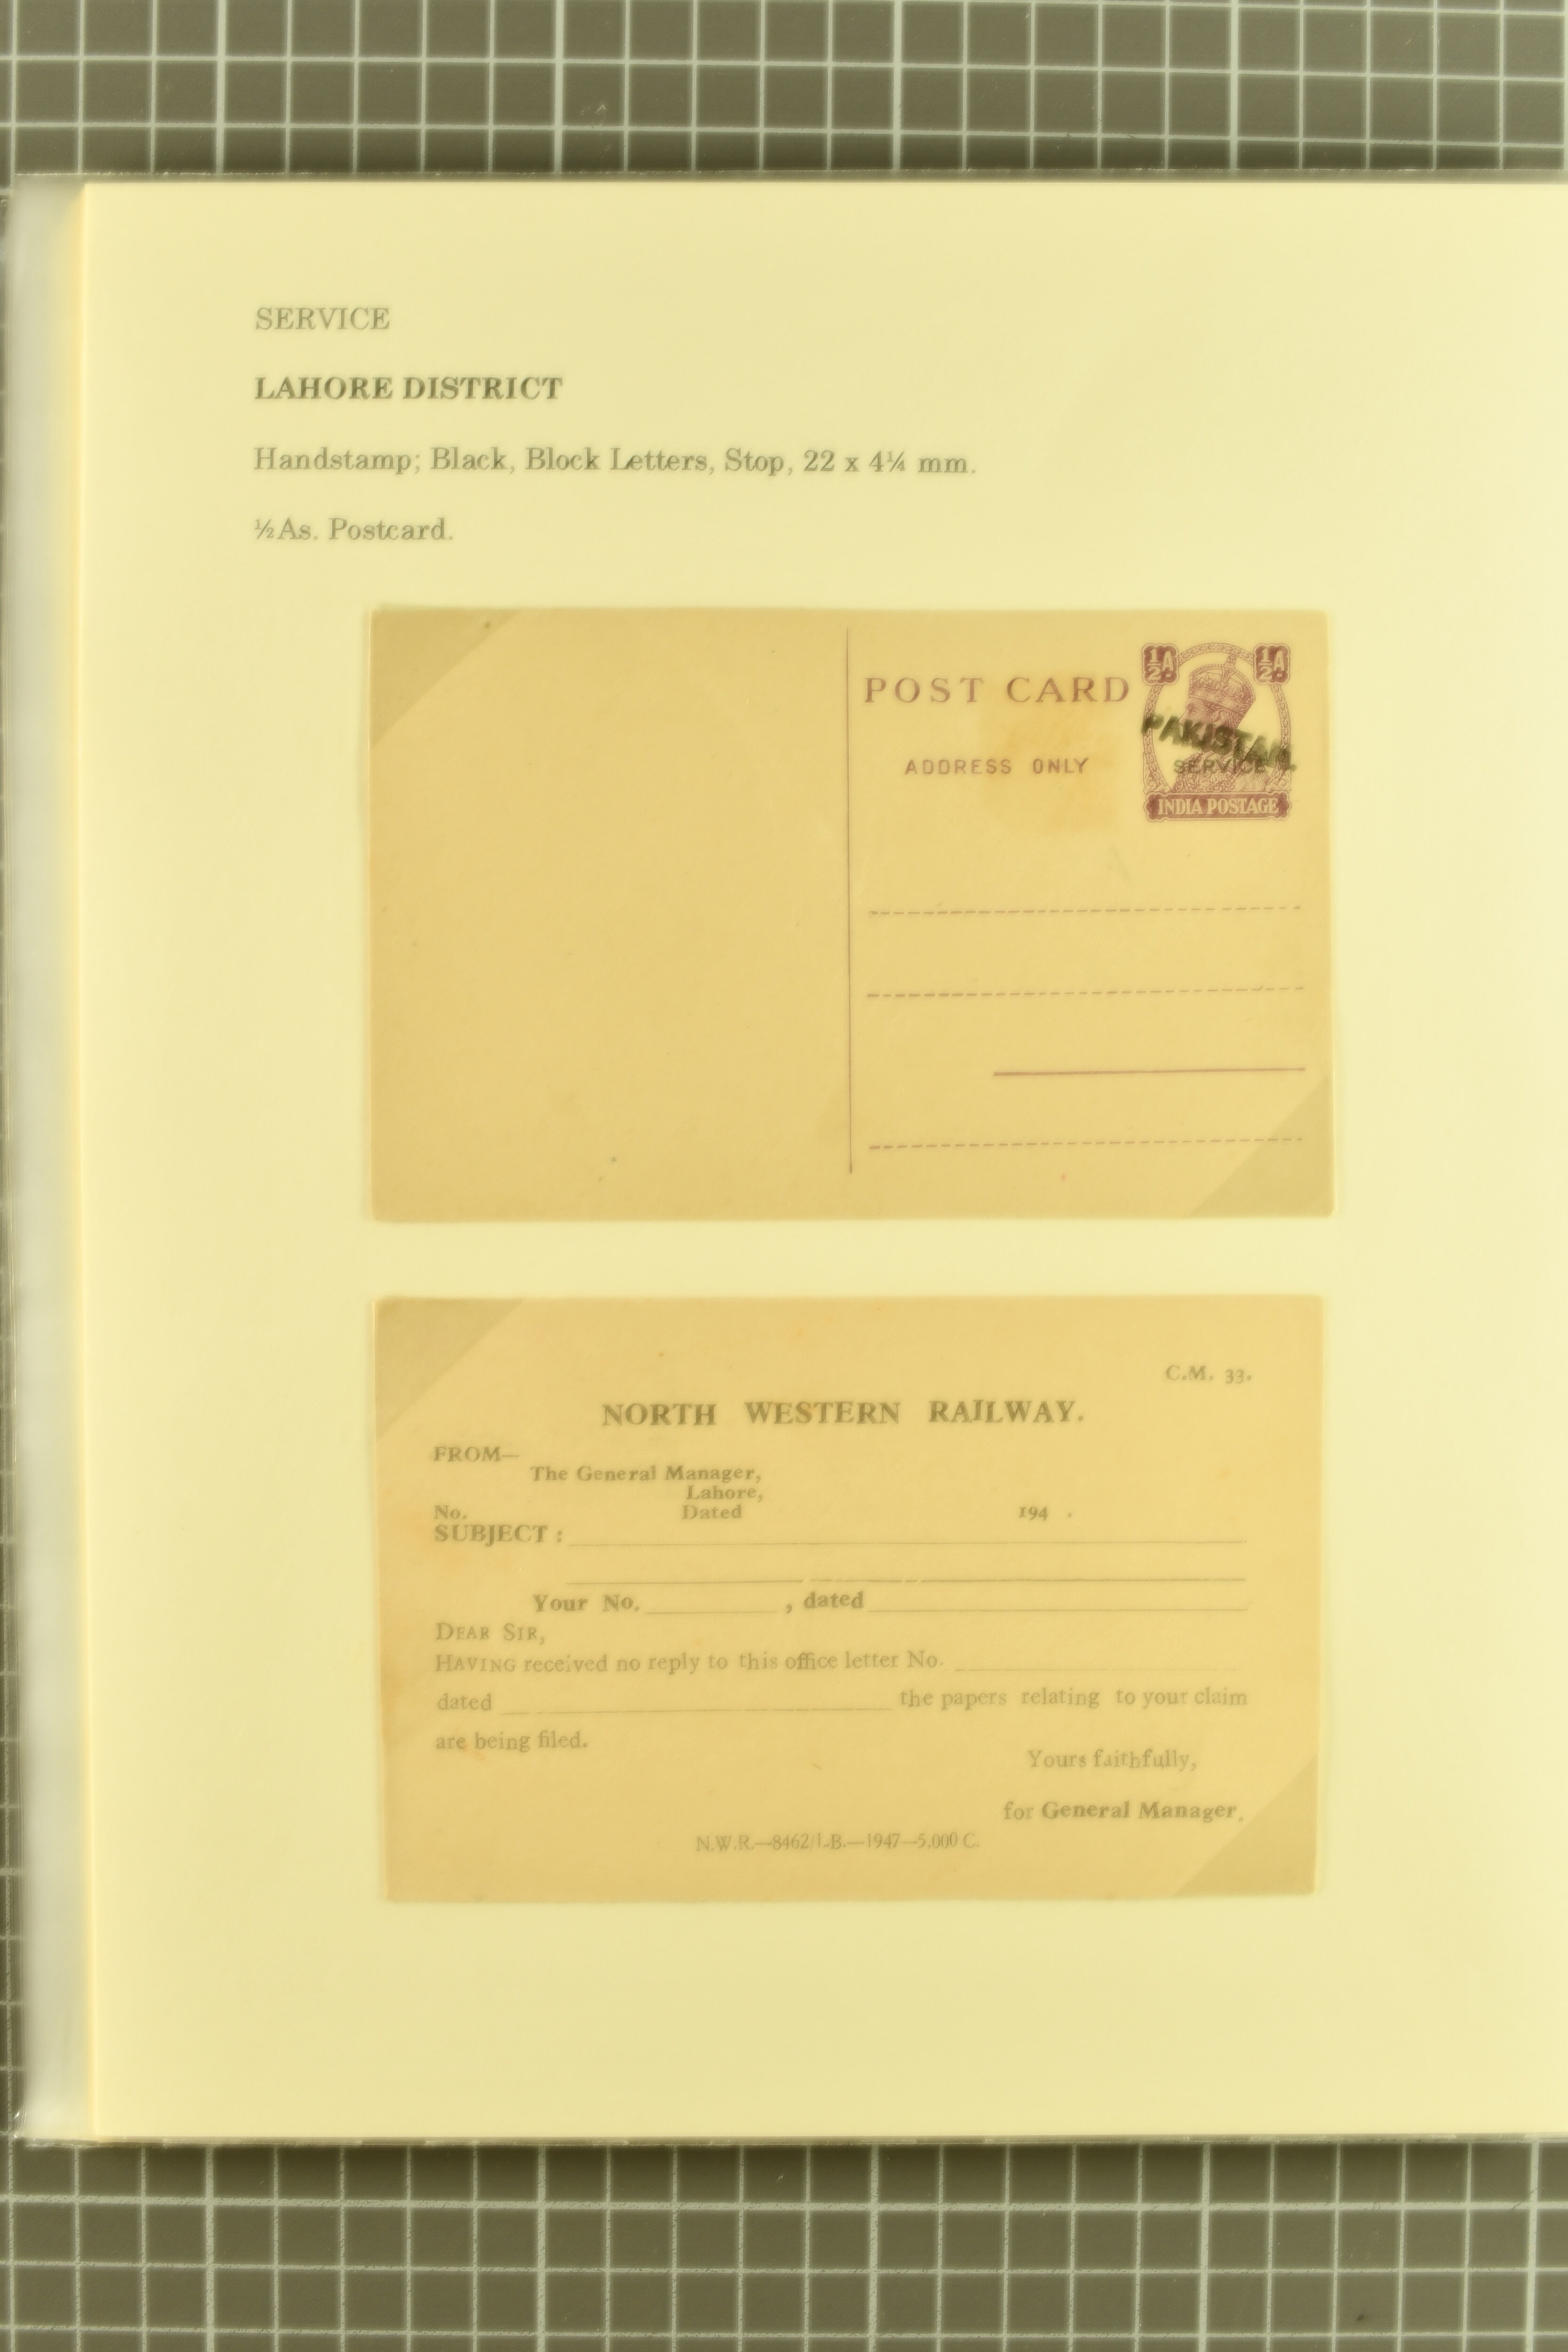 SERVICE
LAHORE DISTRICT
Handstamp; Black, Block Letters, Stop, 22 x 4¼ mm.
½As. Postcard.
½A ½A
POST CARD
PAKISTAN.
ADDRESS ONLY
SERVICE
INDIA POSTAGE
C.M. 33.
NORTH WESTERN RAILWAY.
FROM—
The General Manager,
Lahore,
No. Dated 194 .
SUBJECT :
Your No. , dated
DEAR SIR,
HAVING received no reply to this office letter No.
dated the papers relating to your claim
are being filed.
Yours faithfully,
for General Manager.
N.W.R.—8462/L-B.—1947—5,000 C.